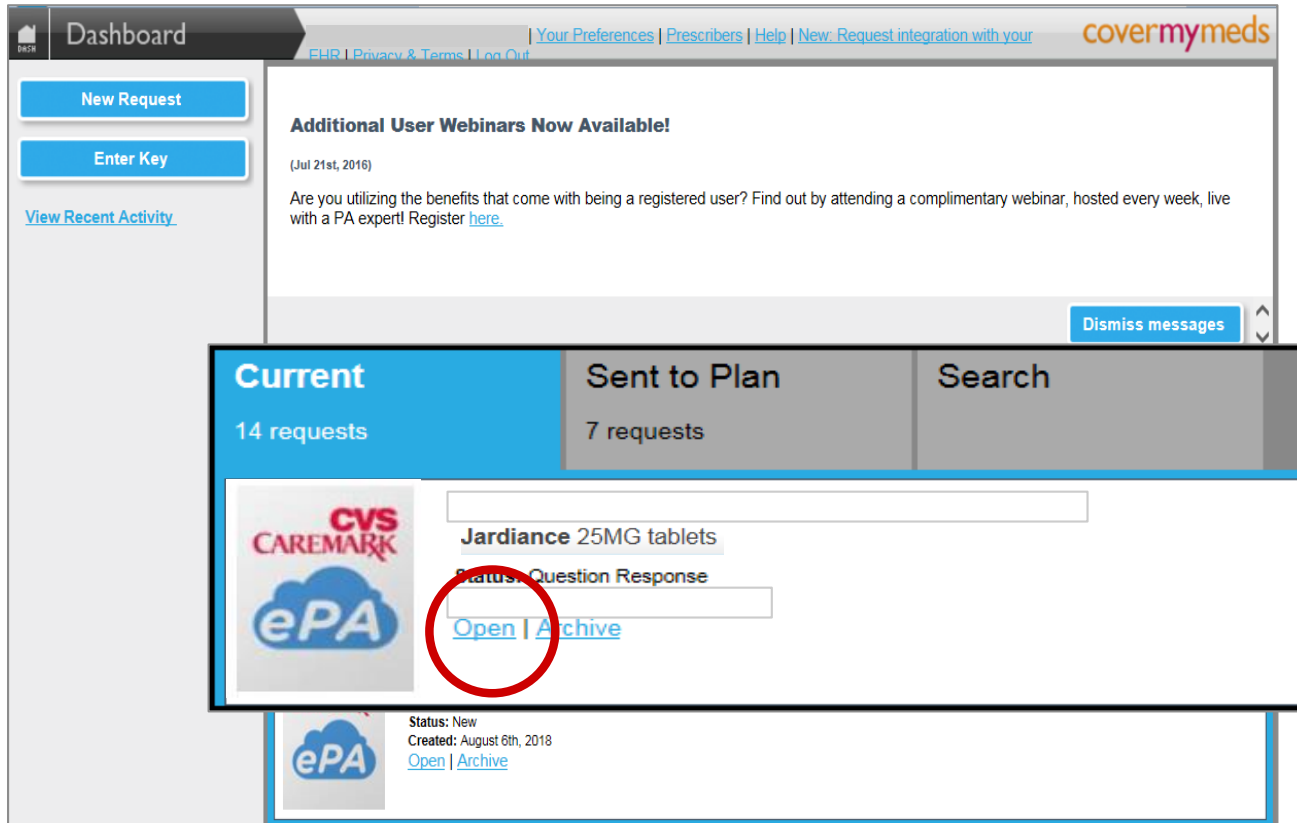 DASH
Dashboard
| Your Preferences | Prescribers | Help | New: Request integration with your
EHR | Privacy & Terms | Log Out
covermymeds
New Request
Enter Key
View Recent Activity
Additional User Webinars Now Available!
(Jul 21st, 2016)
Are you utilizing the benefits that come with being a registered user? Find out by attending a complimentary webinar, hosted every week, live
with a PA expert! Register here.
Dismiss messages
Current
14 requests
Sent to Plan
7 requests
Search
CVS
CAREMARK
ePA
Jardiance 25MG tablets
Status: Question Response
Open | Archive
ePA
Status: New
Created: August 6th, 2018
Open | Archive